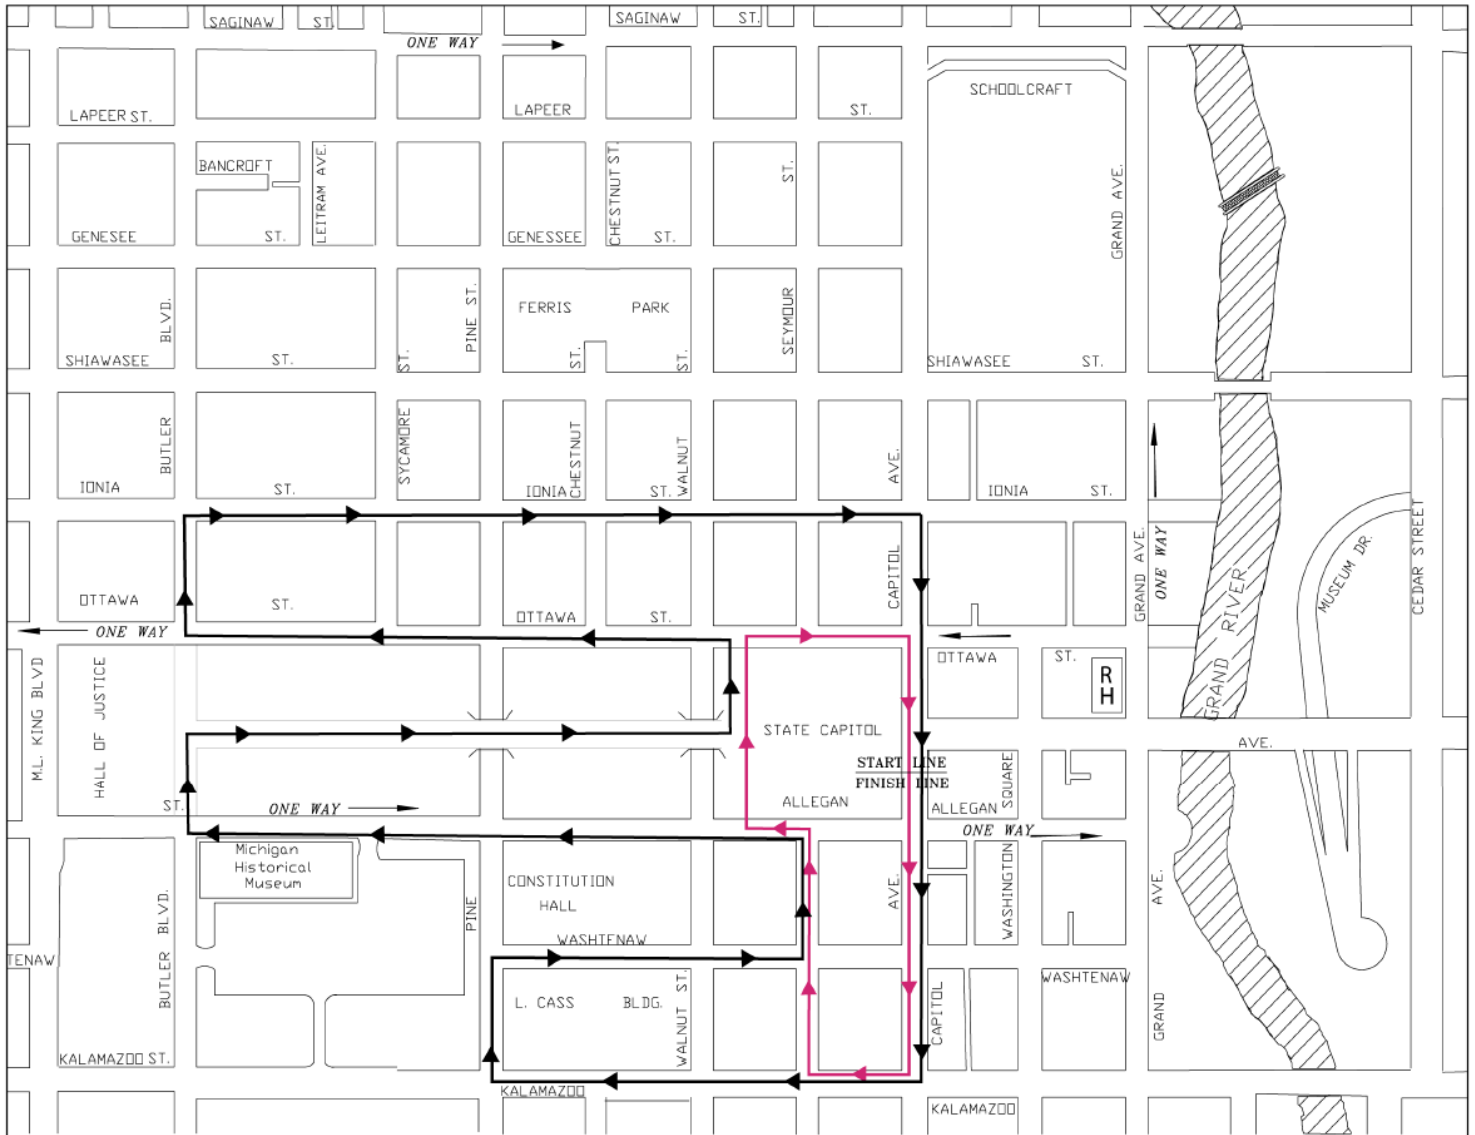 SAGINAW ST. SAGINAW ST.
ONE WAY
SCHOOLCRAFT
LAPEER ST. LAPEER ST.
BANCROFT
LEITRAM AVE.
CHESTNUT ST.
ST.
GRAND AVE.
GENESEE ST. GENESSEE ST.
BLVD.
PINE ST.
FERRIS PARK
SEYMOUR
SHIAWASEE ST. ST. ST. ST. SHIAWASEE ST.
BUTLER
SYCAMORE
CHESTNUT
WALNUT
AVE.
IONIA ST. IONIA ST. IONIA ST.
CAPITOL
GRAND AVE.
ONE WAY
GRAND RIVER
MUSEUM DR.
CEDAR STREET
OTTAWA ST. OTTAWA ST.
ONE WAY
OTTAWA ST.
M.L. KING BLVD
HALL OF JUSTICE
R
H
STATE CAPITOL
AVE.
START LINE
FINISH LINE
SQUARE
ST.
ONE WAY
ALLEGAN
ALLEGAN
ONE WAY
Michigan
Historical
Museum
CONSTITUTION
HALL
AVE.
WASHINGTON
AVE.
BUTLER BLVD.
PINE
WASHTENAW
TENAW
WASHTENAW
L. CASS BLDG.
WALNUT ST.
CAPITOL
GRAND
KALAMAZOO ST.
KALAMAZOO
KALAMAZOO